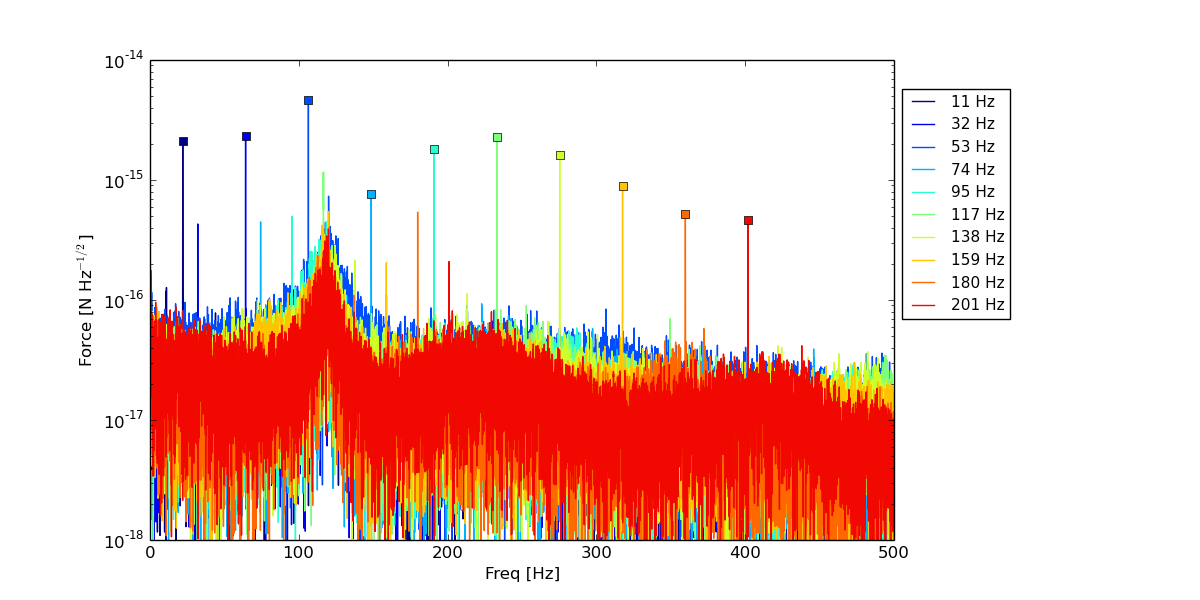 10^-14
10^-15
10^-16
10^-17
10^-18
Force [N Hz^-1/2]
0 100 200 300 400 500
Freq [Hz]
11 Hz
32 Hz
53 Hz
74 Hz
95 Hz
117 Hz
138 Hz
159 Hz
180 Hz
201 Hz